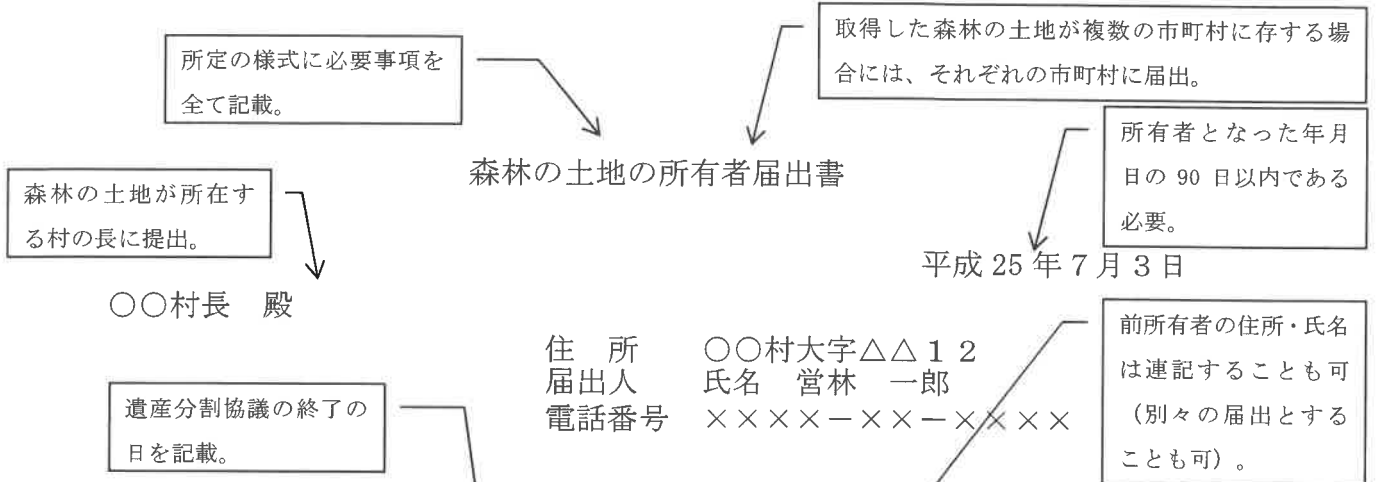 取得した森林の土地が複数の市町村に存する場
合には、それぞれの市町村に届出。
所定の様式に必要事項を
全て記載。
所有者となった年月
日の 90 日以内である
必要。
森林の土地の所有者届出書
森林の土地が所在す
る村の長に提出。
平成 25 年 7 月 3 日
〇〇村長 殿
前所有者の住所・氏名
は連記することも可
(別々の届出とする
ことも可)。
住 所 〇〇村大字△△12
届出人 氏名 営林 一郎
電話番号 ××××-××-××××
遺産分割協議の終了の
日を記載。